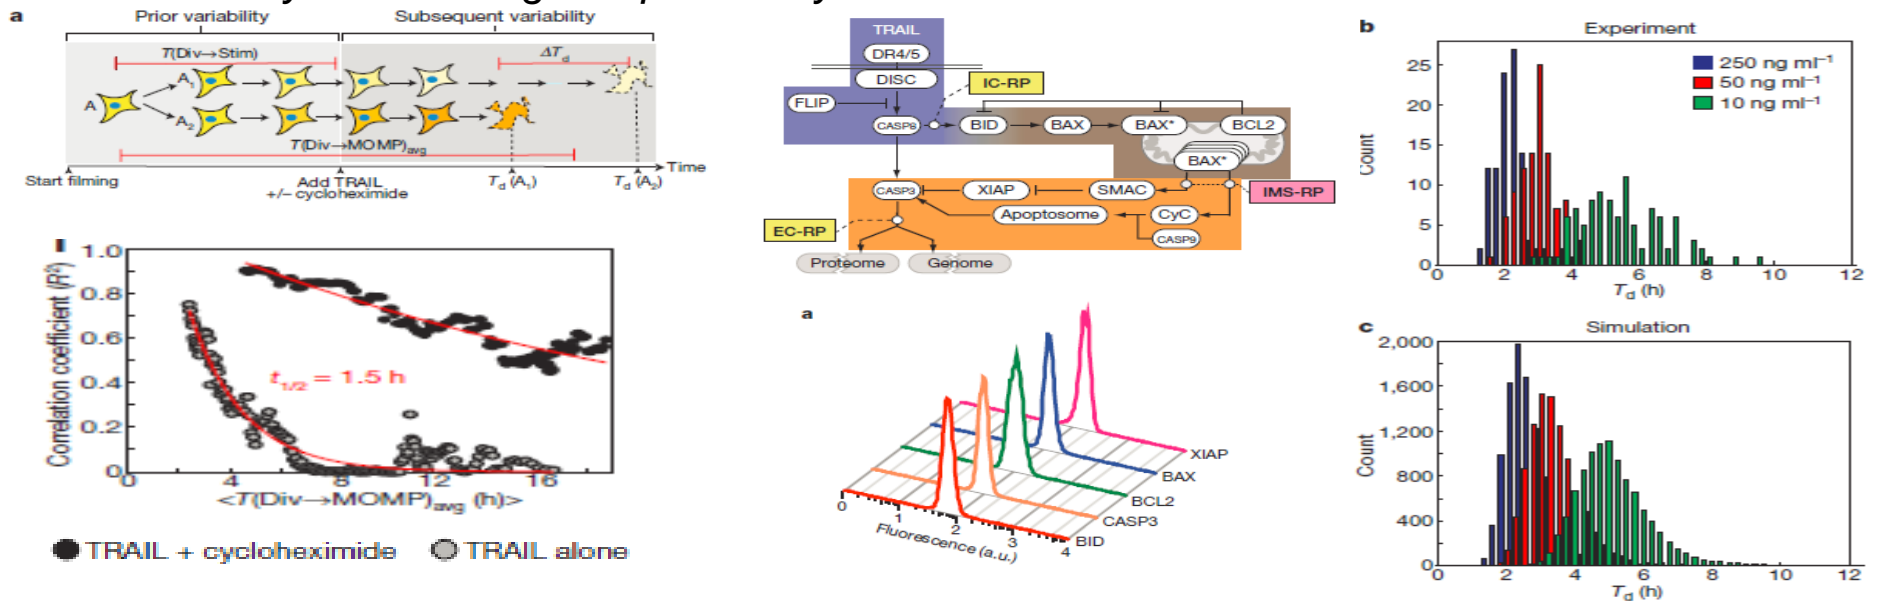 a
Prior variability
Subsequent variability
T(Div→Stim)
ΔTd
A
A1
A2
T(Div→MOMP)avg
Time
Start filming
Add TRAIL
+/− cycloheximide
Td (A1)
Td (A2)
Correlation coefficient (R²)
1.0
0.8
0.6
0.4
0.2
0
t1/2 = 1.5 h
0
4
8
12
16
<T(Div→MOMP)avg (h)>
TRAIL + cycloheximide
TRAIL alone
TRAIL
DR4/5
DISC
IC-RP
FLIP
CASP8
BID
BAX
BAX*
BCL2
BAX*
CASP3
XIAP
SMAC
IMS-RP
Apoptosome
CyC
EC-RP
CASP9
Proteome
Genome
a
XIAP
BAX
BCL2
CASP3
BID
0
1
2
3
4
Fluorescence (a.u.)
b
Experiment
250 ng ml⁻¹
50 ng ml⁻¹
10 ng ml⁻¹
Count
25
20
15
10
5
0
0
2
4
6
8
10
12
Td (h)
c
Simulation
Count
2,000
1,600
1,200
800
400
0
0
2
4
6
8
10
12
Td (h)